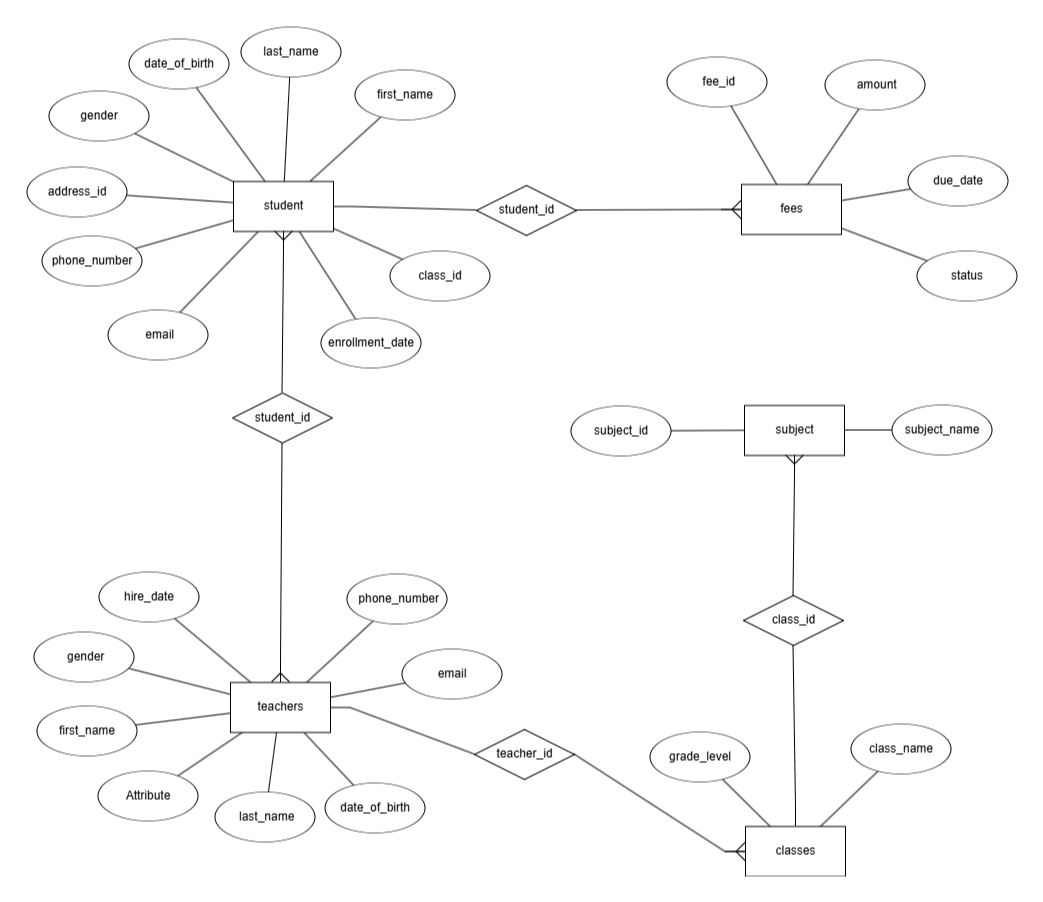 last_name
date_of_birth
first_name
fee_id
amount
gender
due_date
address_id
student
student_id
fees
phone_number
class_id
status
email
enrollment_date
student_id
subject_id
subject
subject_name
hire_date
phone_number
class_id
gender
email
teachers
first_name
teacher_id
grade_level
class_name
Attribute
last_name
date_of_birth
classes